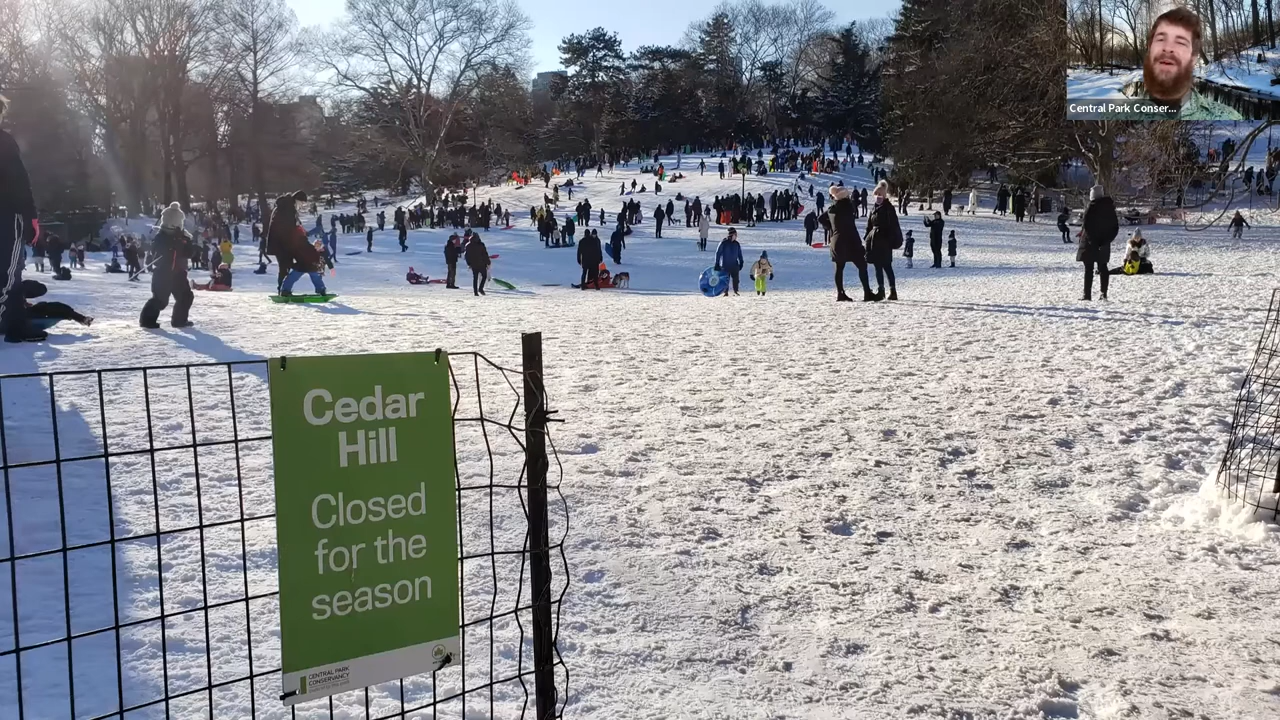 Central Park Conser...
Cedar
Hill
Closed
for the
season
CENTRAL PARK
CONSERVANCY